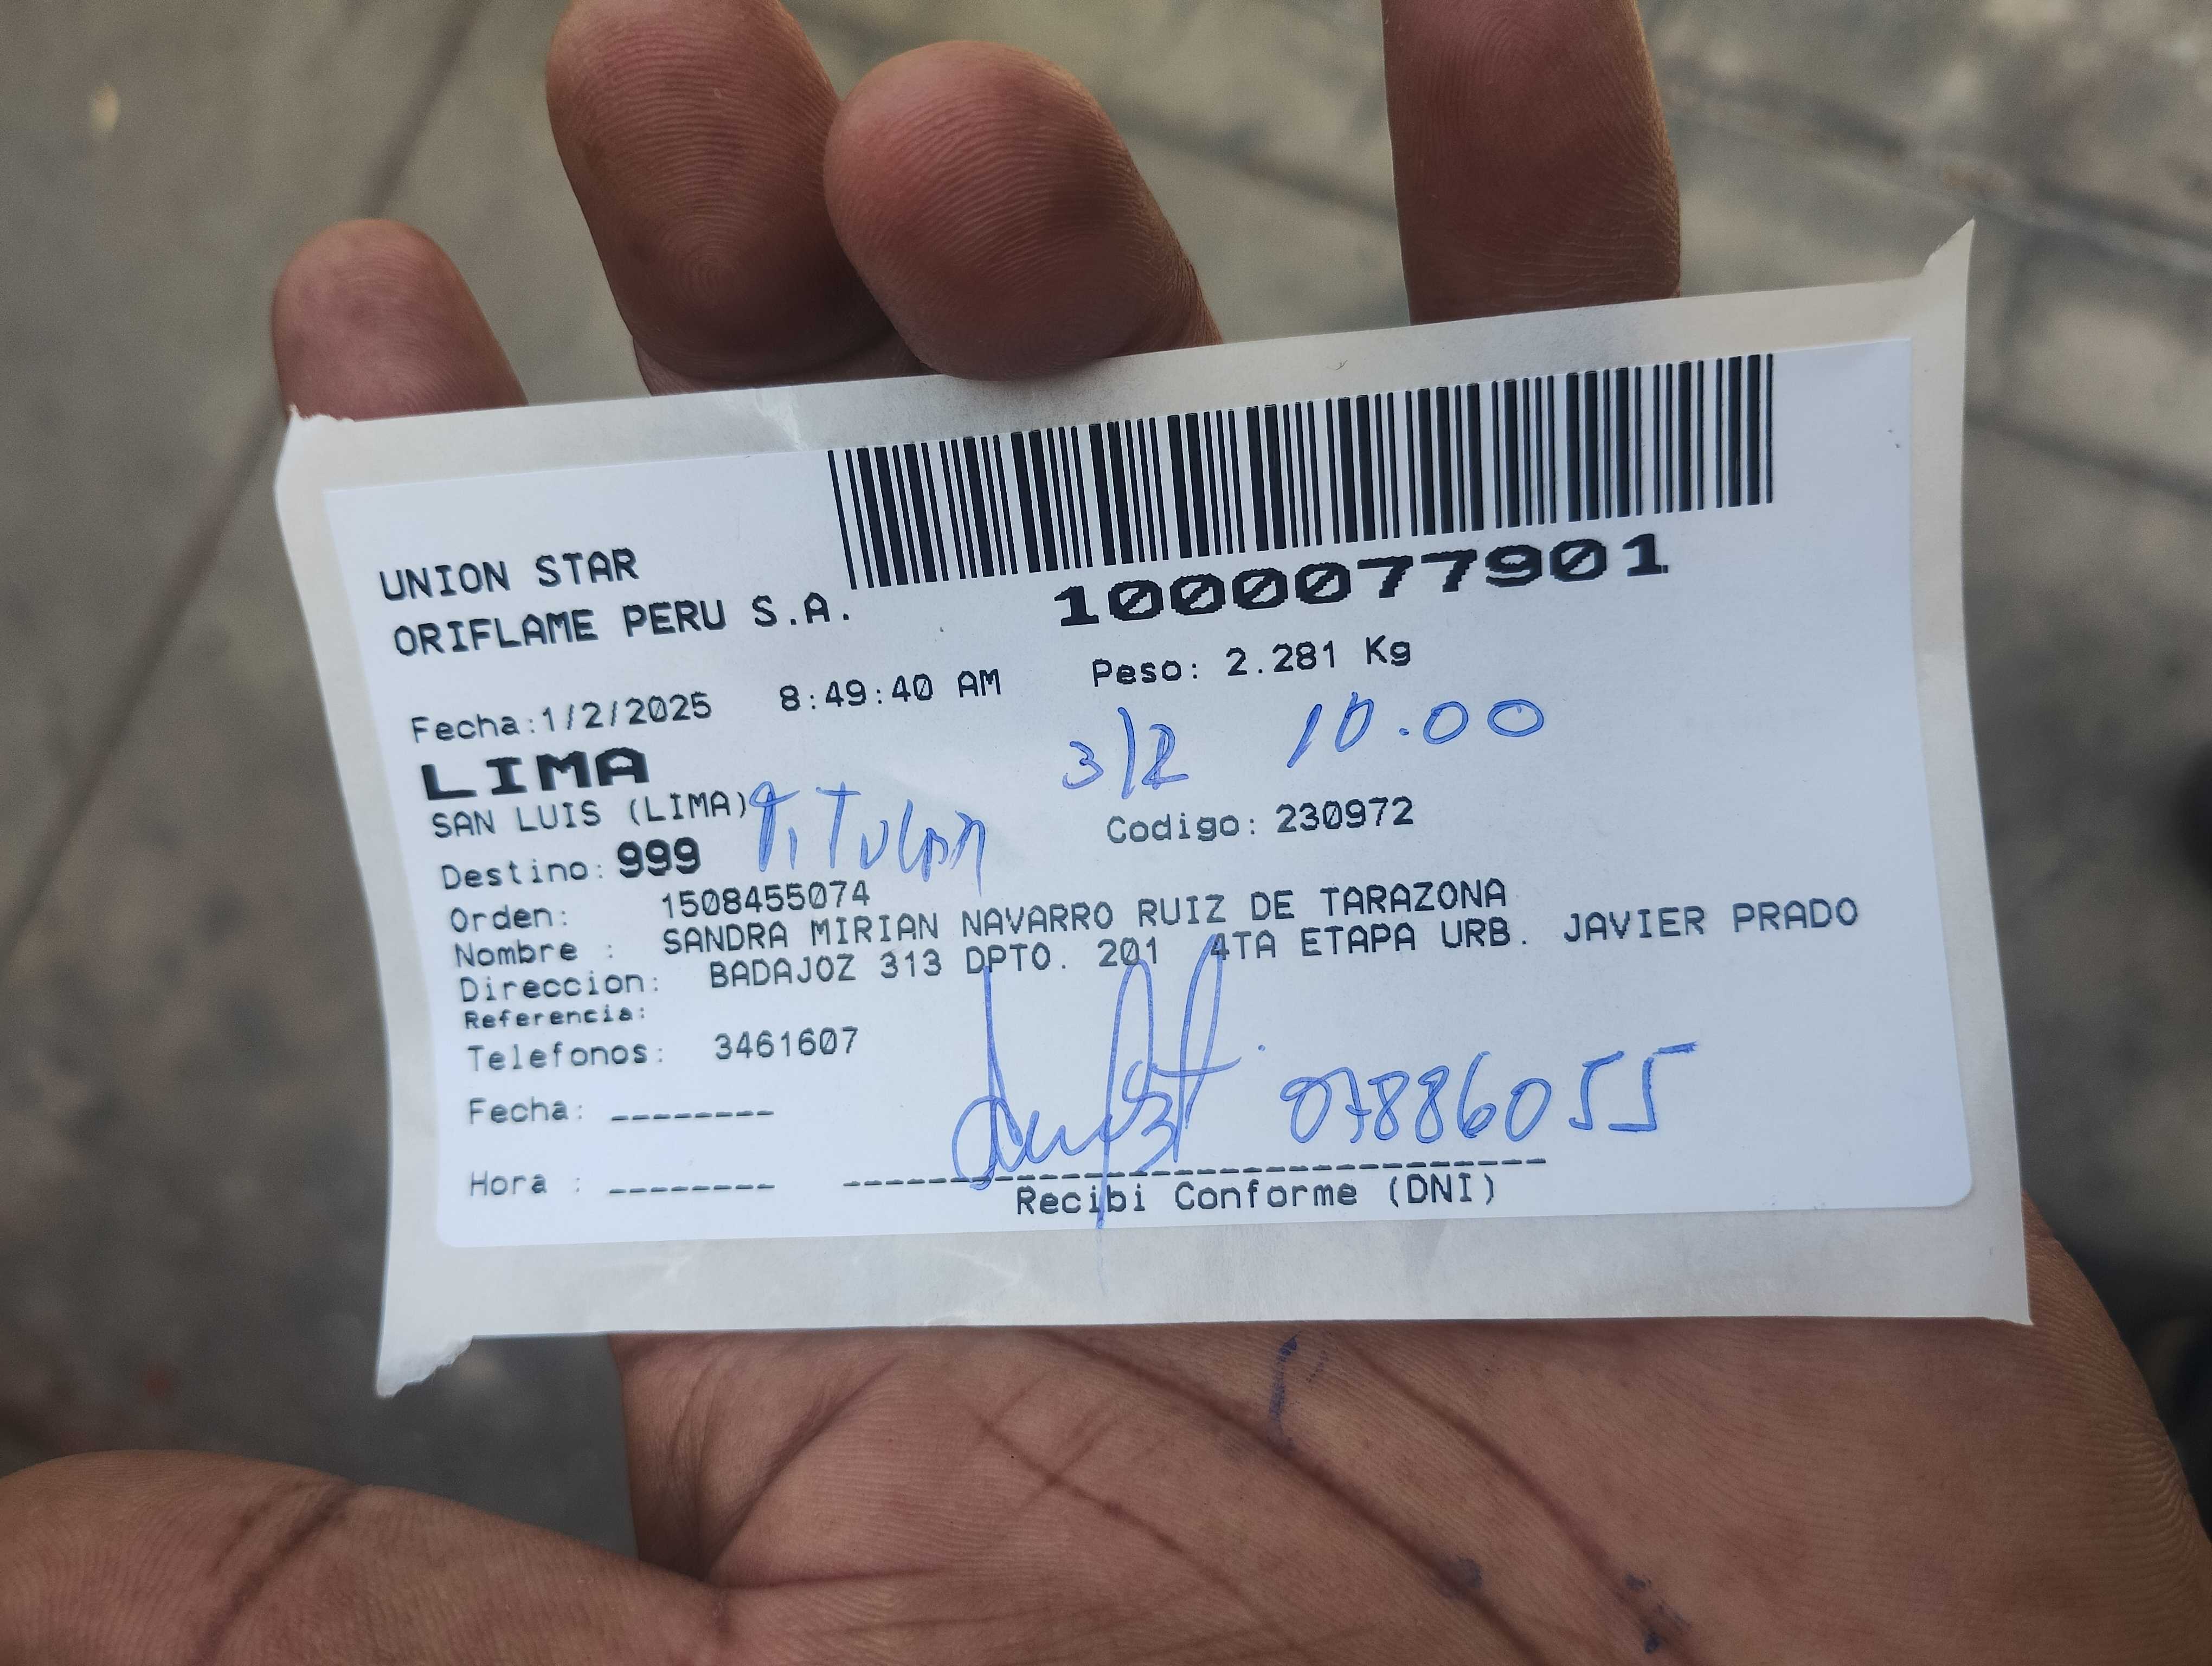 UNION STAR
ORIFLAME PERU S.A.
1000077901
Fecha:1/2/2025 8:49:40 AM Peso: 2.281 Kg
LIMA 3/2 10.00
SAN LUIS (LIMA) TITULAR
Destino: 999 Codigo: 230972
Orden: 1508455074
Nombre : SANDRA MIRIAN NAVARRO RUIZ DE TARAZONA
Direccion: BADAJOZ 313 DPTO. 201 4TA ETAPA URB. JAVIER PRADO
Referencia:
Telefonos: 3461607
Fecha: -------- 07886055
Hora : --------
Recibi Conforme (DNI)